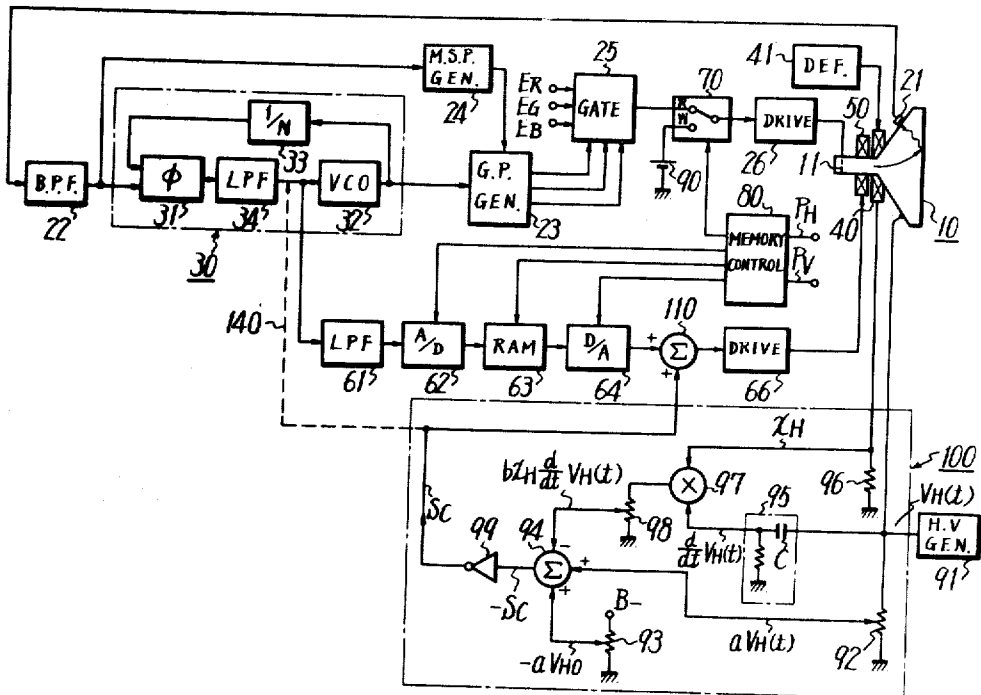 M.S.P. GEN.
24
25
GATE
ER
EG
EB
70
R
W
90
DRIVE
26
41
DEF.
21
50
11
40
10
1/N
33
B.P.F.
22
ϕ
31
LPF
34
VCO
32
30
G.P. GEN.
23
80
MEMORY CONTROL
PH
PV
140
LPF
61
A/D
62
RAM
63
D/A
64
110
Σ
+
+
DRIVE
66
100
χH
×
97
96
VH(t)
H.V GEN.
91
bχH d/dt VH(t)
98
95
C
d/dt VH(t)
SC
99
94
Σ
-
+
+
-SC
B-
93
-aVHO
aVH(t)
92